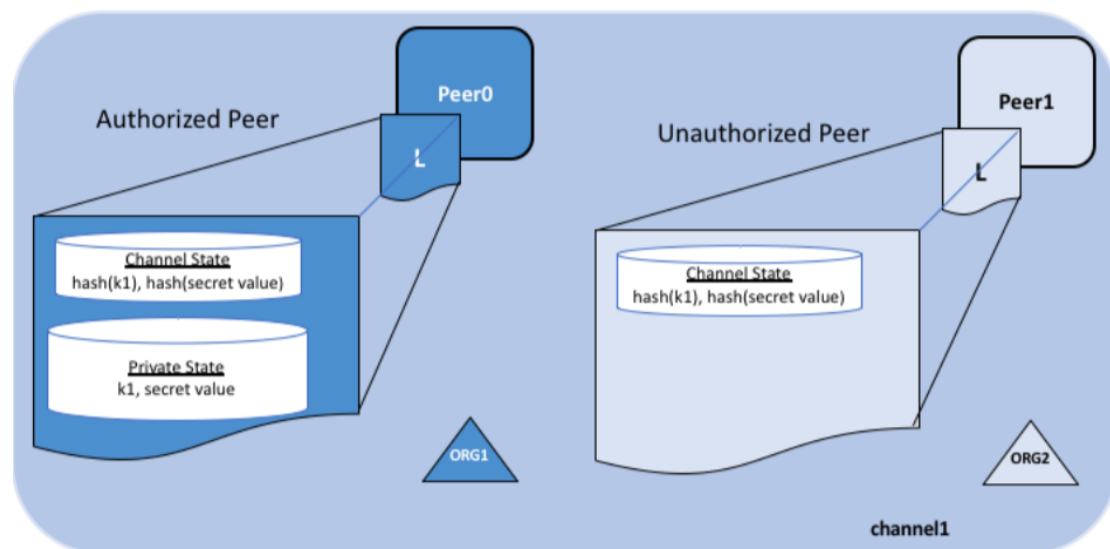 Peer0
Authorized Peer
L
Channel State
hash(k1), hash(secret value)
Private State
k1, secret value
ORG1
Peer1
Unauthorized Peer
L
Channel State
hash(k1), hash(secret value)
ORG2
channel1